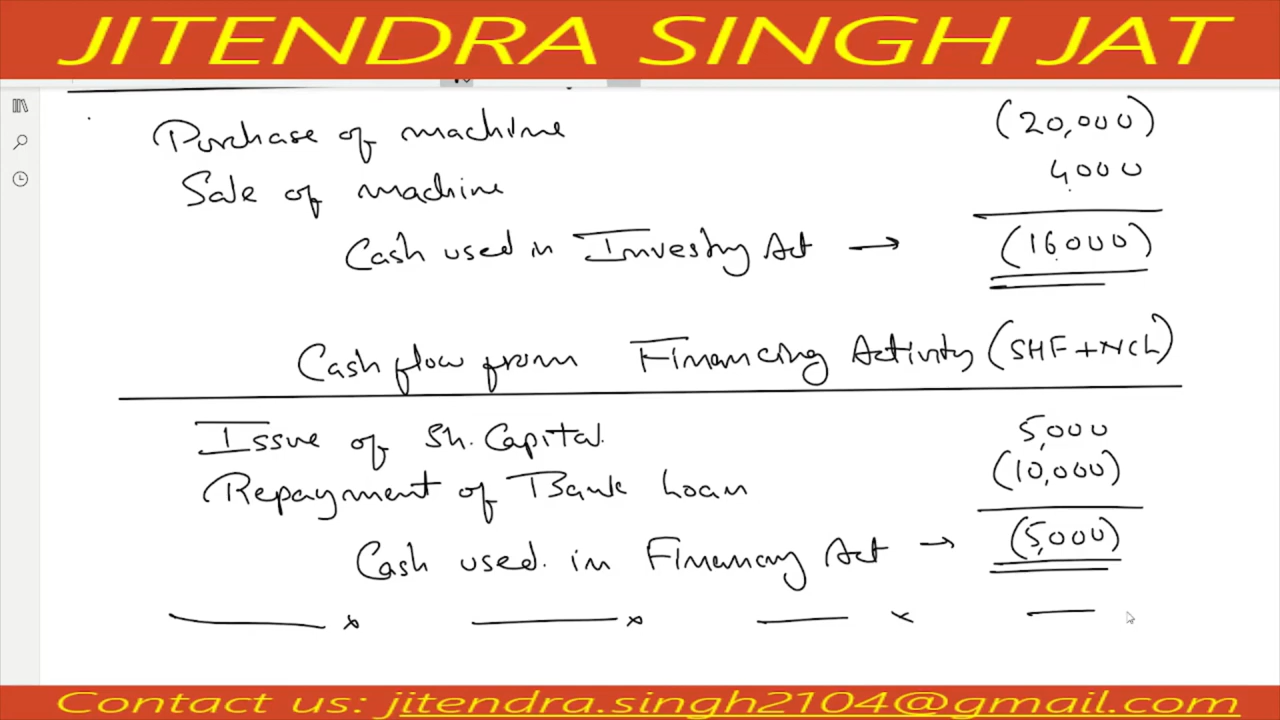 JITENDRA SINGH JAT
Purchase of machine (20,000)
Sale of machine 4000
Cash used in Investing Act → (16,000)
Cash flow from Financing Activity (SHF + NCL)
Issue of Sh. Capital. 5,000
Repayment of Bank Loan (10,000)
Cash used in Financing Act → (5,000)
Contact us: jitendra.singh2104@gmail.com